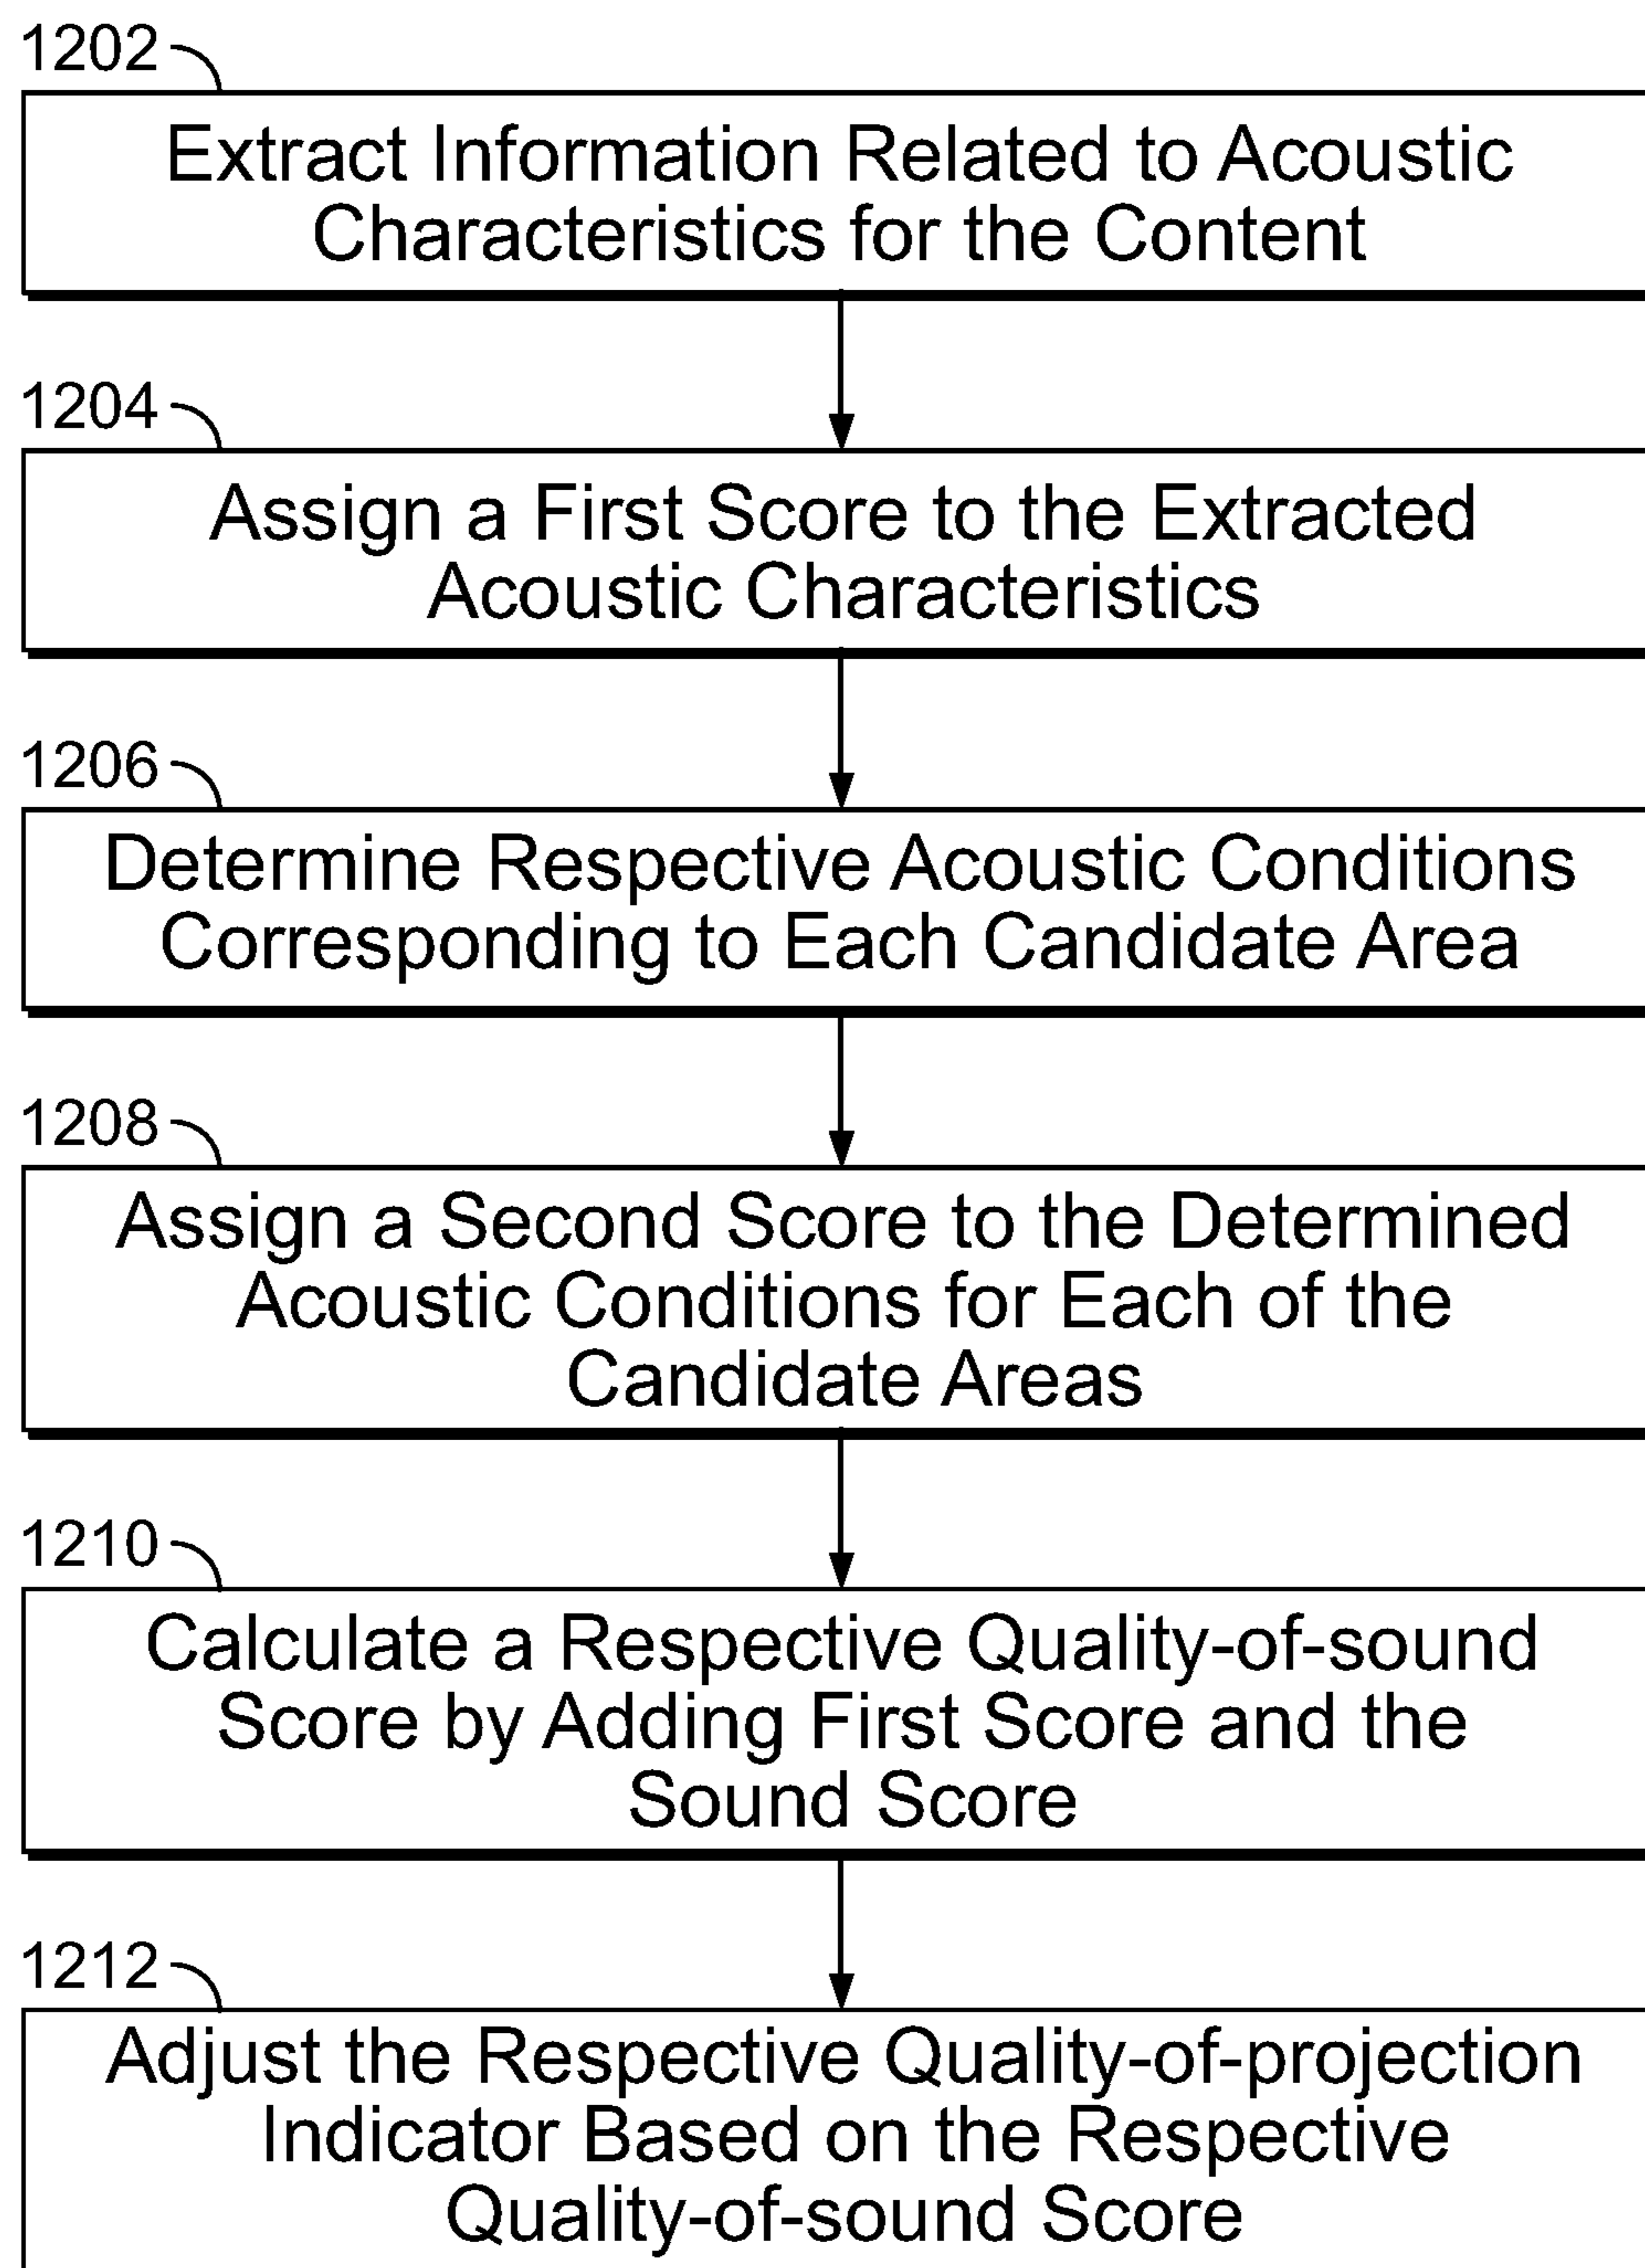 1202
Extract Information Related to Acoustic
Characteristics for the Content
1204
Assign a First Score to the Extracted
Acoustic Characteristics
1206
Determine Respective Acoustic Conditions
Corresponding to Each Candidate Area
1208
Assign a Second Score to the Determined
Acoustic Conditions for Each of the
Candidate Areas
1210
Calculate a Respective Quality-of-sound
Score by Adding First Score and the
Sound Score
1212
Adjust the Respective Quality-of-projection
Indicator Based on the Respective
Quality-of-sound Score